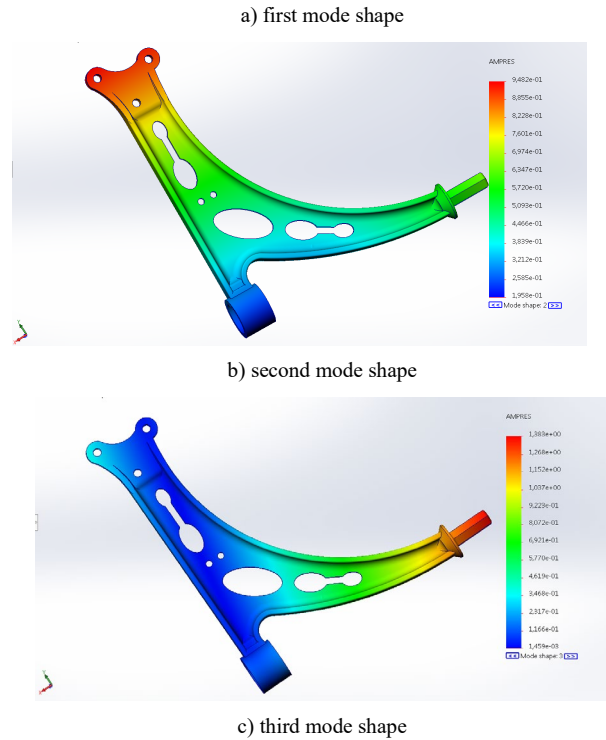 a) first mode shape
AMPRES
9,482e-01
8,855e-01
8,228e-01
7,601e-01
6,974e-01
6,347e-01
5,720e-01
5,093e-01
4,466e-01
3,839e-01
3,212e-01
2,585e-01
1,958e-01
<< Mode shape: 2 >>
b) second mode shape
AMPRES
1,383e+00
1,268e+00
1,152e+00
1,037e+00
9,223e-01
8,072e-01
6,921e-01
5,770e-01
4,619e-01
3,468e-01
2,317e-01
1,166e-01
1,459e-03
<< Mode shape: 3 >>
c) third mode shape